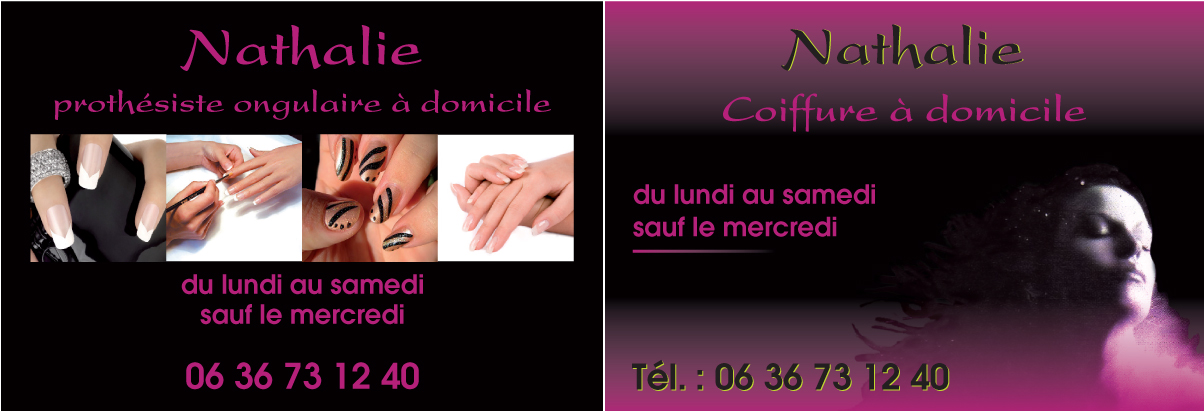 Nathalie
prothésiste ongulaire à domicile
du lundi au samedi
sauf le mercredi
06 36 73 12 40
Nathalie
Coiffure à domicile
du lundi au samedi
sauf le mercredi
Tél. : 06 36 73 12 40